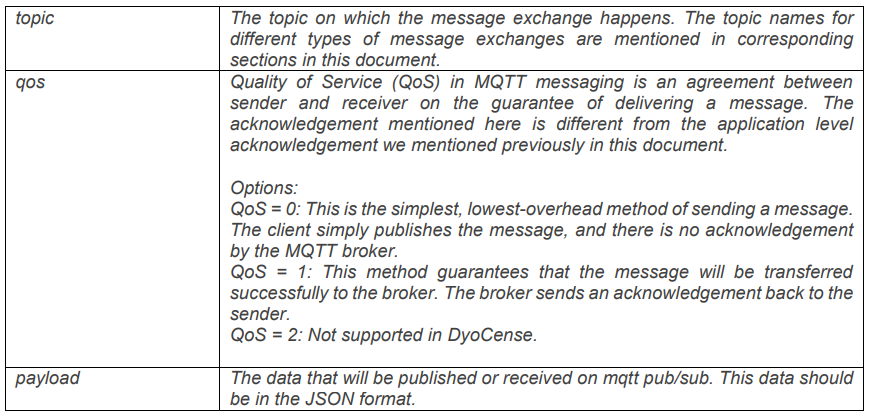 topic
The topic on which the message exchange happens. The topic names for
different types of message exchanges are mentioned in corresponding
sections in this document.
qos
Quality of Service (QoS) in MQTT messaging is an agreement between
sender and receiver on the guarantee of delivering a message. The
acknowledgement mentioned here is different from the application level
acknowledgement we mentioned previously in this document.
Options:
QoS = 0: This is the simplest, lowest-overhead method of sending a message.
The client simply publishes the message, and there is no acknowledgement
by the MQTT broker.
QoS = 1: This method guarantees that the message will be transferred
successfully to the broker. The broker sends an acknowledgement back to the
sender.
QoS = 2: Not supported in DyoCense.
payload
The data that will be published or received on mqtt pub/sub. This data should
be in the JSON format.